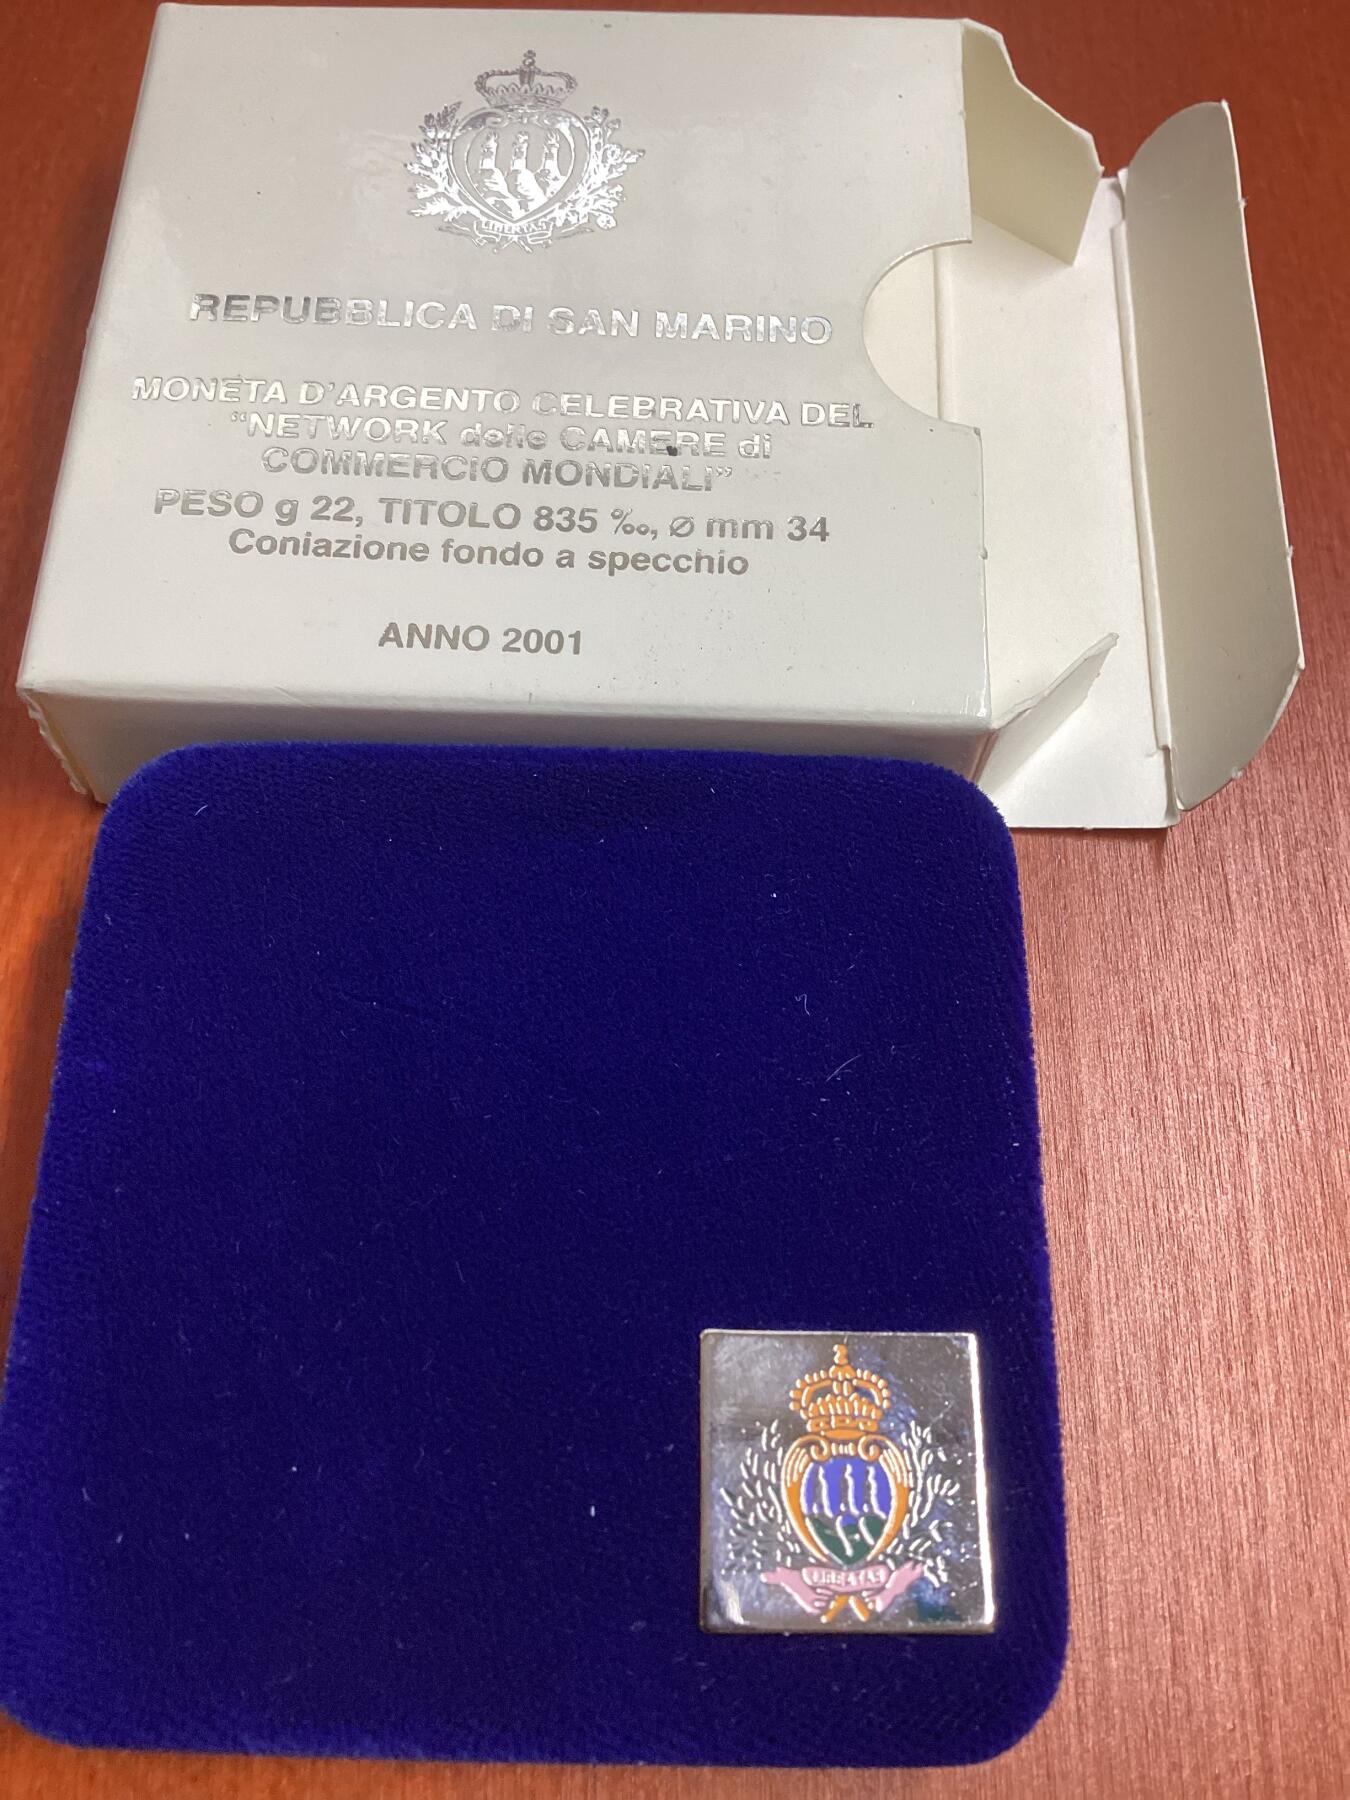 LIBERTAS
REPUBBLICA DI SAN MARINO
MONETA D'ARGENTO CELEBRATIVA DEL
“NETWORK delle CAMERE di
COMMERCIO MONDIALI”
PESO g 22, TITOLO 835 ‰, Ø mm 34
Coniazione fondo a specchio
ANNO 2001
LIBERTAS